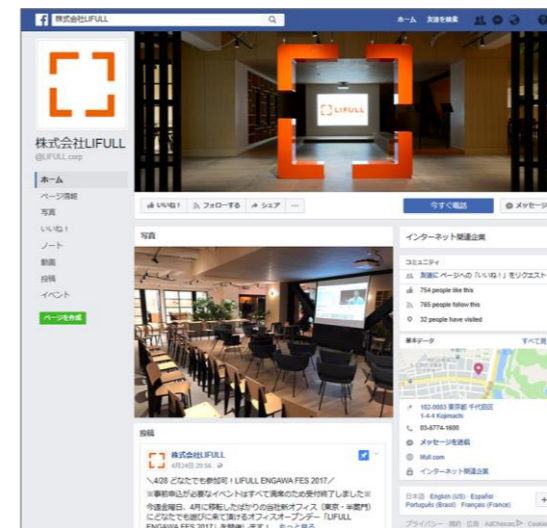 株式会社LIFULL
ホーム 友達を検索
LIFULL
株式会社LIFULL
@LIFULL.corp
ホーム
ページ情報
写真
いいね！
ノート
動画
投稿
イベント
ページを作成
いいね！ フォローする シェア ...
今すぐ電話
メッセージ
写真
投稿
株式会社LIFULL
4月24日 20:56
＼4/28 どなたでも参加可！LIFULL ENGAWA FES 2017／
※事前申込が必要なイベントはすべて満席のため受付終了しました※
今週金曜日、4月に移転したばかりの当社新オフィス（東京・半蔵門）
にどなたでも遊びに来て頂けるオフィスオープンデー「LIFULL
ENGAWA FES 2017」を開催します！ もっと見る
インターネット関連企業
コミュニティ
友達に ページへの「いいね！」をリクエスト
754 people like this
765 people follow this
32 people have visited
基本データ すべて見
102-0083 東京都 千代田区
1-4-4 Kojimachi
03-6774-1600
メッセージを送信
lifull.com
インターネット関連企業
日本語 English (US) Español
Português (Brasil) Français (France)
プライバシー 規約 広告 AdChoices Cookie